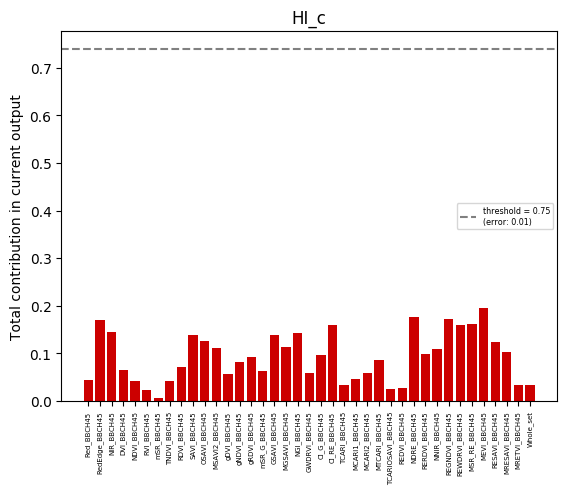 HI_c
Total contribution in current output
0.7
0.6
0.5
0.4
0.3
0.2
0.1
0.0
threshold = 0.75
(error: 0.01)
Red_BBCH45
RedEdge_BBCH45
NIR_BBCH45
DVI_BBCH45
NDVI_BBCH45
RVI_BBCH45
mSR_BBCH45
TNDVI_BBCH45
RDVI_BBCH45
SAVI_BBCH45
OSAVI_BBCH45
MSAVI2_BBCH45
gDVI_BBCH45
gNDVI_BBCH45
gRDVI_BBCH45
mSR_G_BBCH45
GSAVI_BBCH45
MGSAVI_BBCH45
NGI_BBCH45
GWDRVI_BBCH45
CI_G_BBCH45
CI_RE_BBCH45
TCARI_BBCH45
MCARI1_BBCH45
MCARI2_BBCH45
MTCARI_BBCH45
TCARIOSAVI_BBCH45
REDVI_BBCH45
NDRE_BBCH45
RERDVI_BBCH45
NNIR_BBCH45
REGNDVI_BBCH45
REWDRVI_BBCH45
MSR_RE_BBCH45
MEVI_BBCH45
RESAVI_BBCH45
MRESAVI_BBCH45
MRETVI_BBCH45
Whole_set